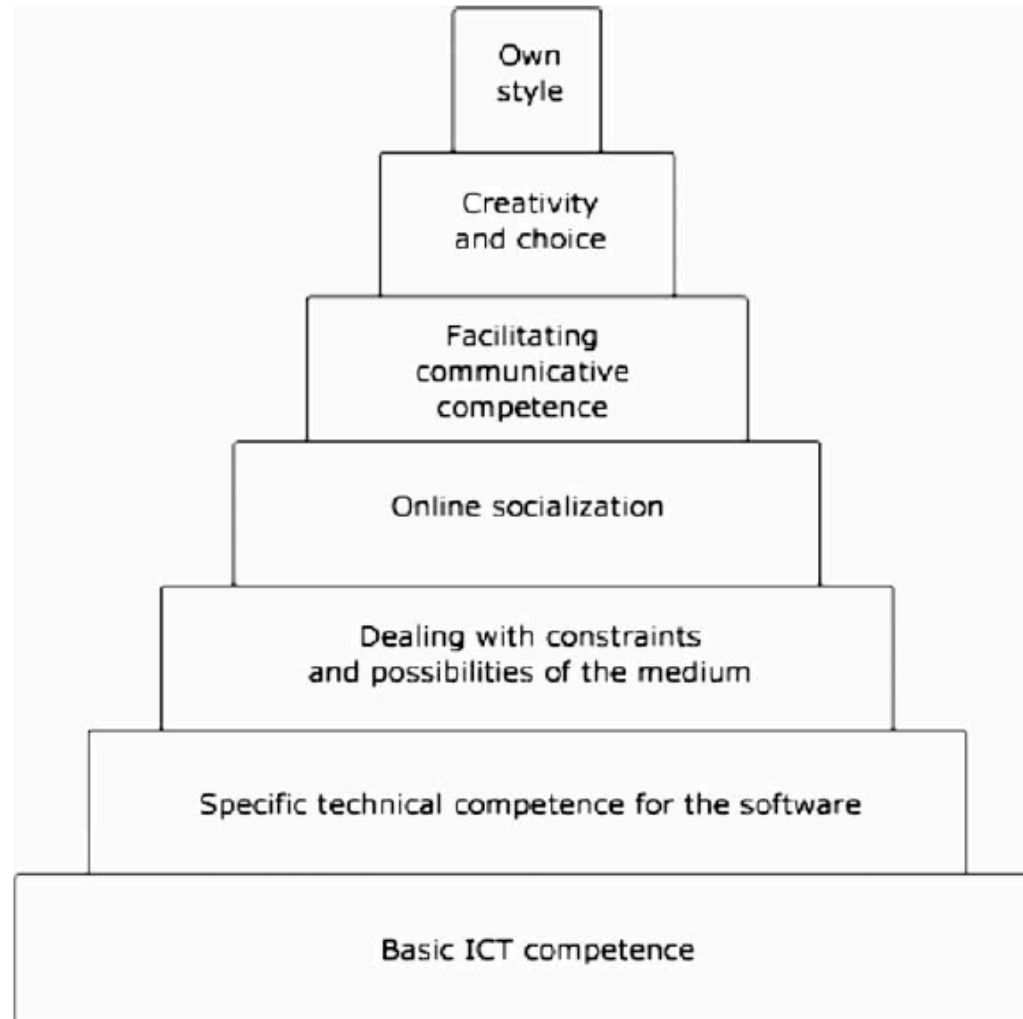 Own
style
Creativity
and choice
Facilitating
communicative
competence
Online socialization
Dealing with constraints
and possibilities of the medium
Specific technical competence for the software
Basic ICT competence